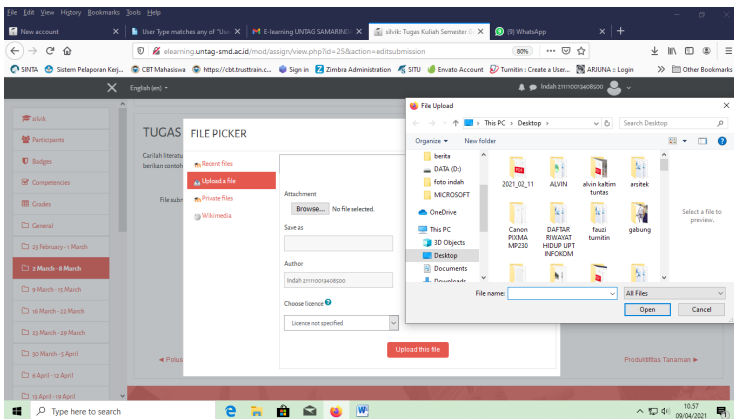 File Edit View History Bookmarks Tools Help
New account
User Type matches any of "Use
E-learning UNTAG SAMARIND
silvik: Tugas Kuliah Semester G
(9) WhatsApp
elearning.untag-smd.ac.id/mod/assign/view.php?id=25&action=editsubmission
80%
SINTA
Sistem Pelaporan Kerj...
CBT Mahasiswa
https://cbt.trusttrain.c...
Sign in
Zimbra Administration
SITU
Envato Account
Turnitin : Create a User...
ARJUNA :: Login
Other Bookmarks
English (en)
Indah 211110013408500
silvik
Participants
Badges
Competencies
Grades
General
23 February - 1 March
2 March - 8 March
9 March - 15 March
16 March - 22 March
23 March - 29 March
30 March - 5 April
6 April - 12 April
13 April - 19 April
TUGAS
Carilah literatu
berikan contoh
File subr
Polus
Produktifitas Tanaman
FILE PICKER
Recent files
Upload a file
Private files
Wikimedia
Attachment
Browse... No file selected.
Save as
Author
Indah 211110013408500
Choose licence
Licence not specified
Upload this file
File Upload
This PC > Desktop >
Search Desktop
Organize
New folder
berita
DATA (D:)
foto indah
MICROSOFT
OneDrive
This PC
3D Objects
Desktop
Documents
Downloads
2021_02_11
ALVIN
alvin kaltim
tuntas
arsitek
Canon
PIXMA
MP230
DAFTAR
RIWAYAT
HIDUP UPT
INFOKOM
fauzi
turnitin
gabung
Select a file to
preview.
File name:
All Files
Open
Cancel
Type here to search
10.57
09/04/2021